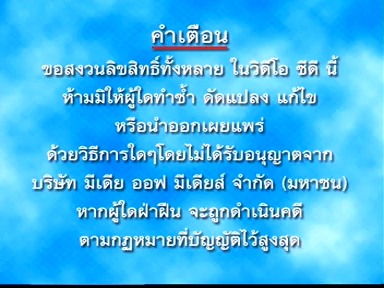 คำเตือน
ขอสงวนลิขสิทธิ์ทั้งหลาย ในวิดีโอ ซีดี นี้
ห้ามมิให้ผู้ใดทำซ้ำ ดัดแปลง แก้ไข
หรือนำออกเผยแพร่
ด้วยวิธีการใดๆโดยไม่ได้รับอนุญาตจาก
บริษัท มีเดีย ออฟ มีเดียส์ จำกัด (มหาชน)
หากผู้ใดฝ่าฝืน จะถูกดำเนินคดี
ตามกฎหมายที่บัญญัติไว้สูงสุด